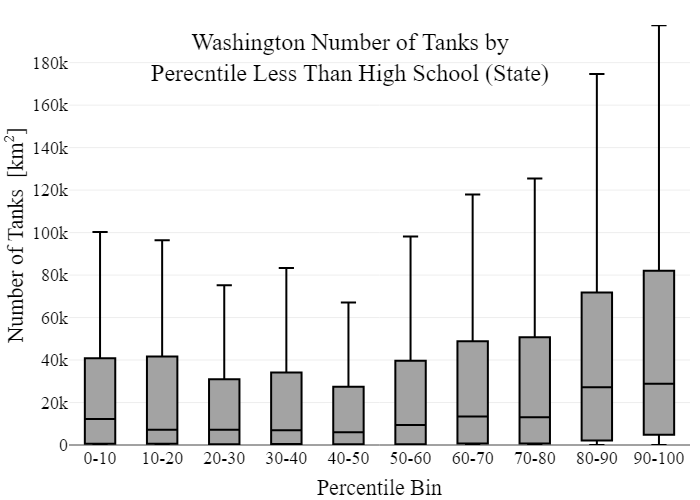 Washington Number of Tanks by
Perecntile Less Than High School (State)
Number of Tanks [km²]
180k
160k
140k
120k
100k
80k
60k
40k
20k
0
0-10 10-20 20-30 30-40 40-50 50-60 60-70 70-80 80-90 90-100
Percentile Bin